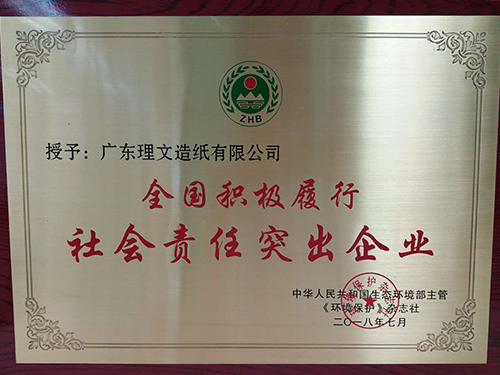 ZHB
授予：广东理文造纸有限公司
全国积极履行
社会责任突出企业
中华人民共和国生态环境部主管
《环境保护》杂志社
二〇一八年七月